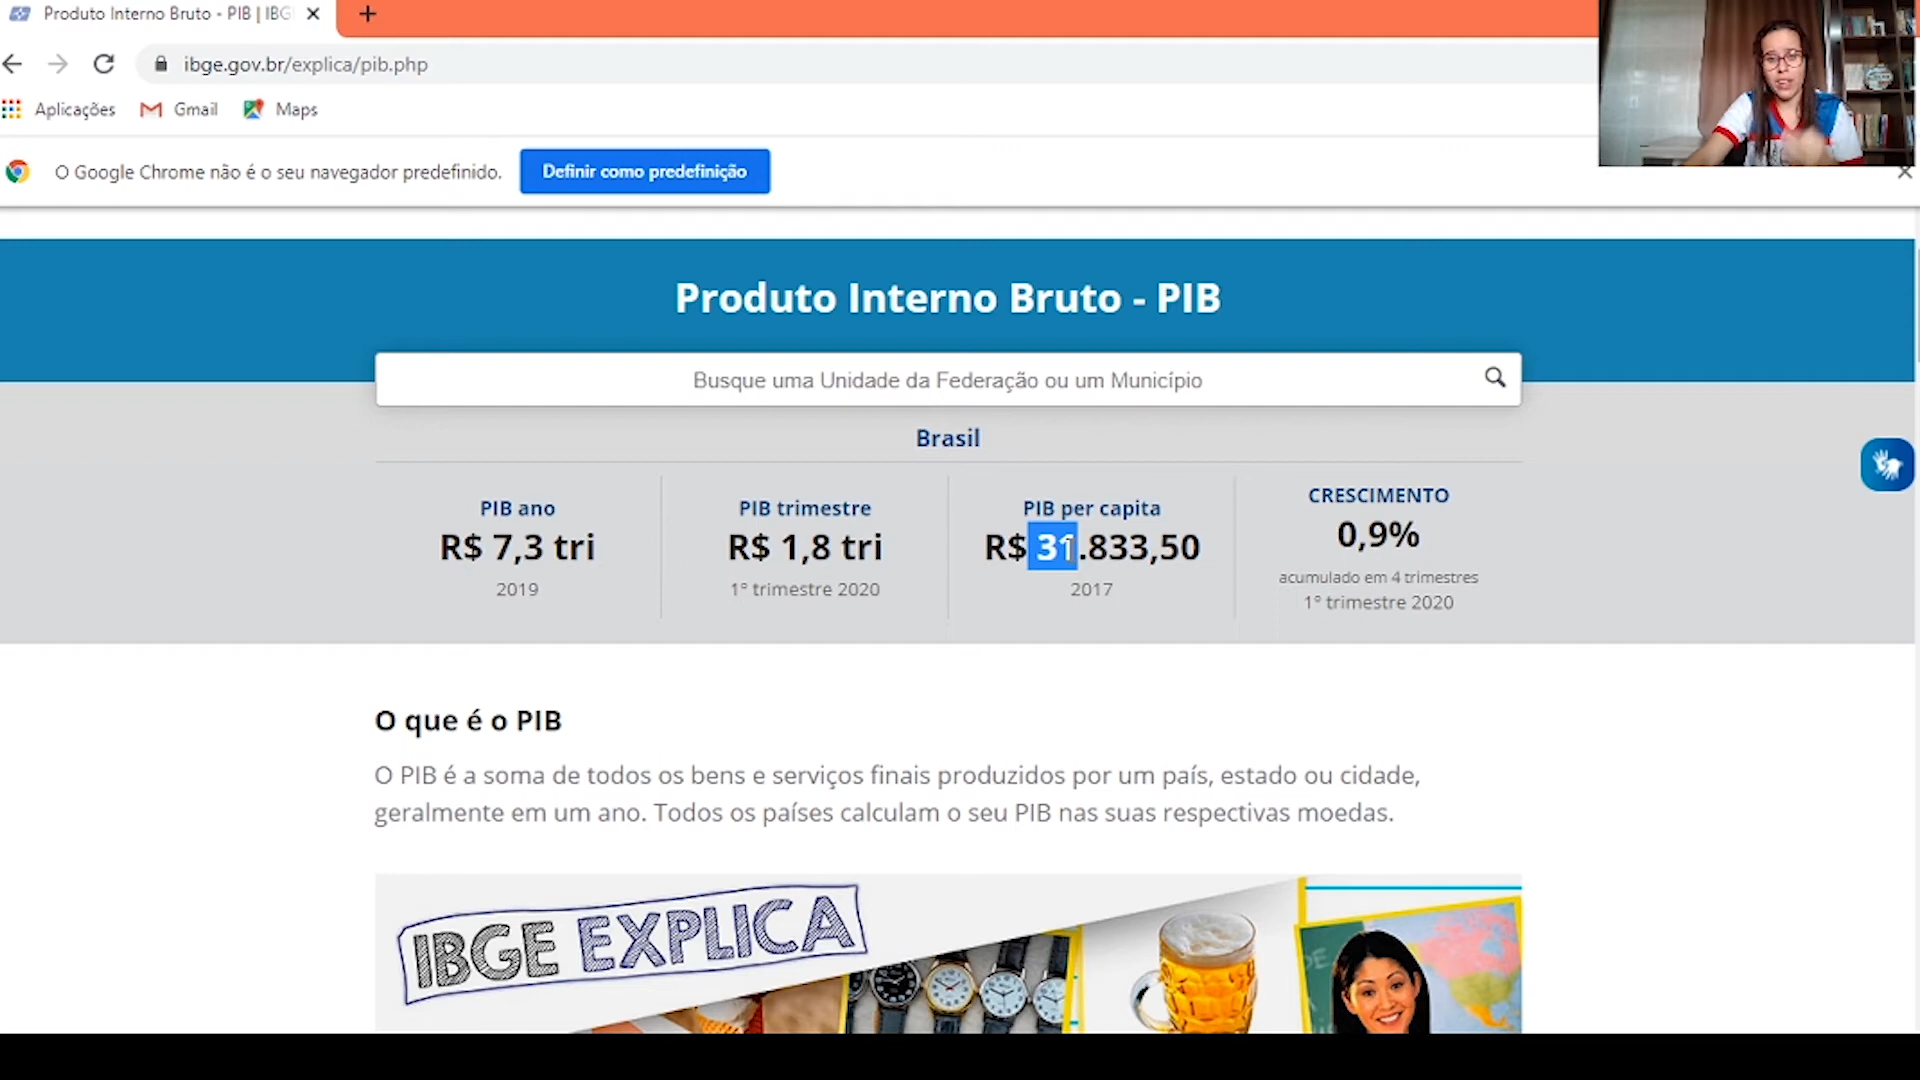 Produto Interno Bruto - PIB | IBG
ibge.gov.br/explica/pib.php
Aplicações Gmail Maps
O Google Chrome não é o seu navegador predefinido. Definir como predefinição
Produto Interno Bruto - PIB
Busque uma Unidade da Federação ou um Município
Brasil
PIB ano
R$ 7,3 tri
2019
PIB trimestre
R$ 1,8 tri
1º trimestre 2020
PIB per capita
R$ 31.833,50
2017
CRESCIMENTO
0,9%
acumulado em 4 trimestres
1º trimestre 2020
O que é o PIB
O PIB é a soma de todos os bens e serviços finais produzidos por um país, estado ou cidade,
geralmente em um ano. Todos os países calculam o seu PIB nas suas respectivas moedas.
IBGE EXPLICA